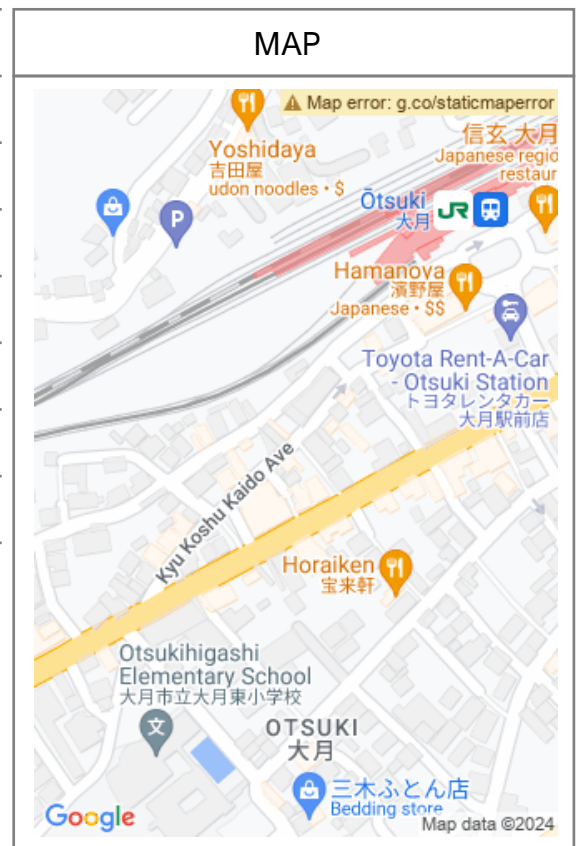 MAP
Map error: g.co/staticmaperror
Yoshidaya
吉田屋
udon noodles • $
信玄 大月
Japanese regio
restaur
P
Ōtsuki
大月
JR
Hamanova
濱野屋
Japanese • $$
Toyota Rent-A-Car
- Otsuki Station
トヨタレンタカー
大月駅前店
Kyu Koshu Kaido Ave
Horaiken
宝来軒
Otsukihigashi
Elementary School
大月市立大月東小学校
文
OTSUKI
大月
三木ふとん店
Bedding store
Google
Map data ©2024